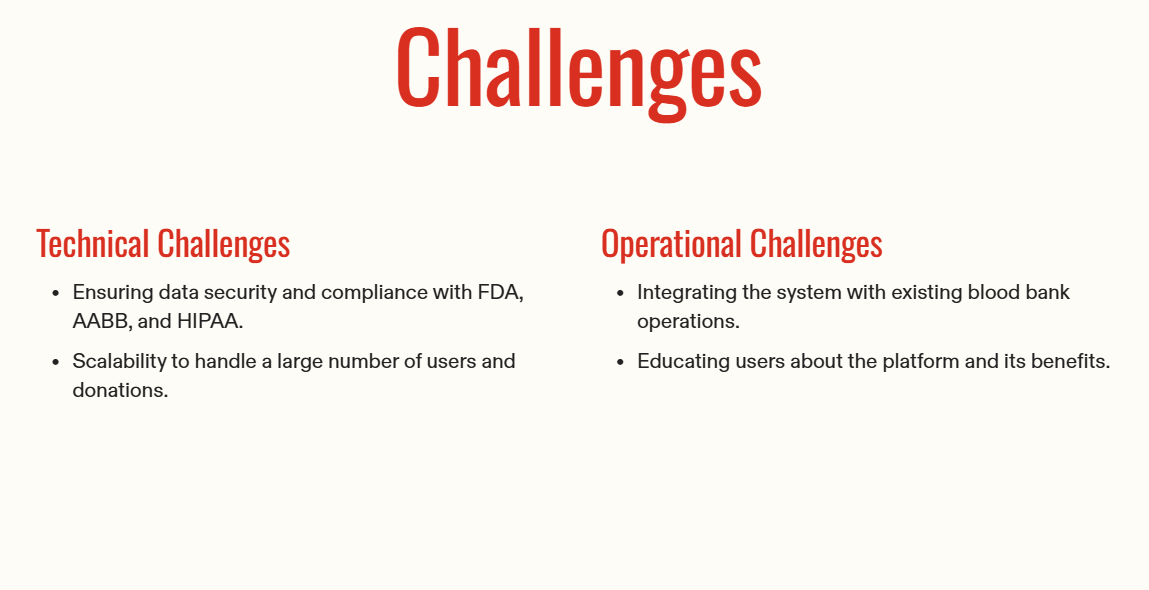 Challenges
Technical Challenges
• Ensuring data security and compliance with FDA,
AABB, and HIPAA.
• Scalability to handle a large number of users and
donations.
Operational Challenges
• Integrating the system with existing blood bank
operations.
• Educating users about the platform and its benefits.